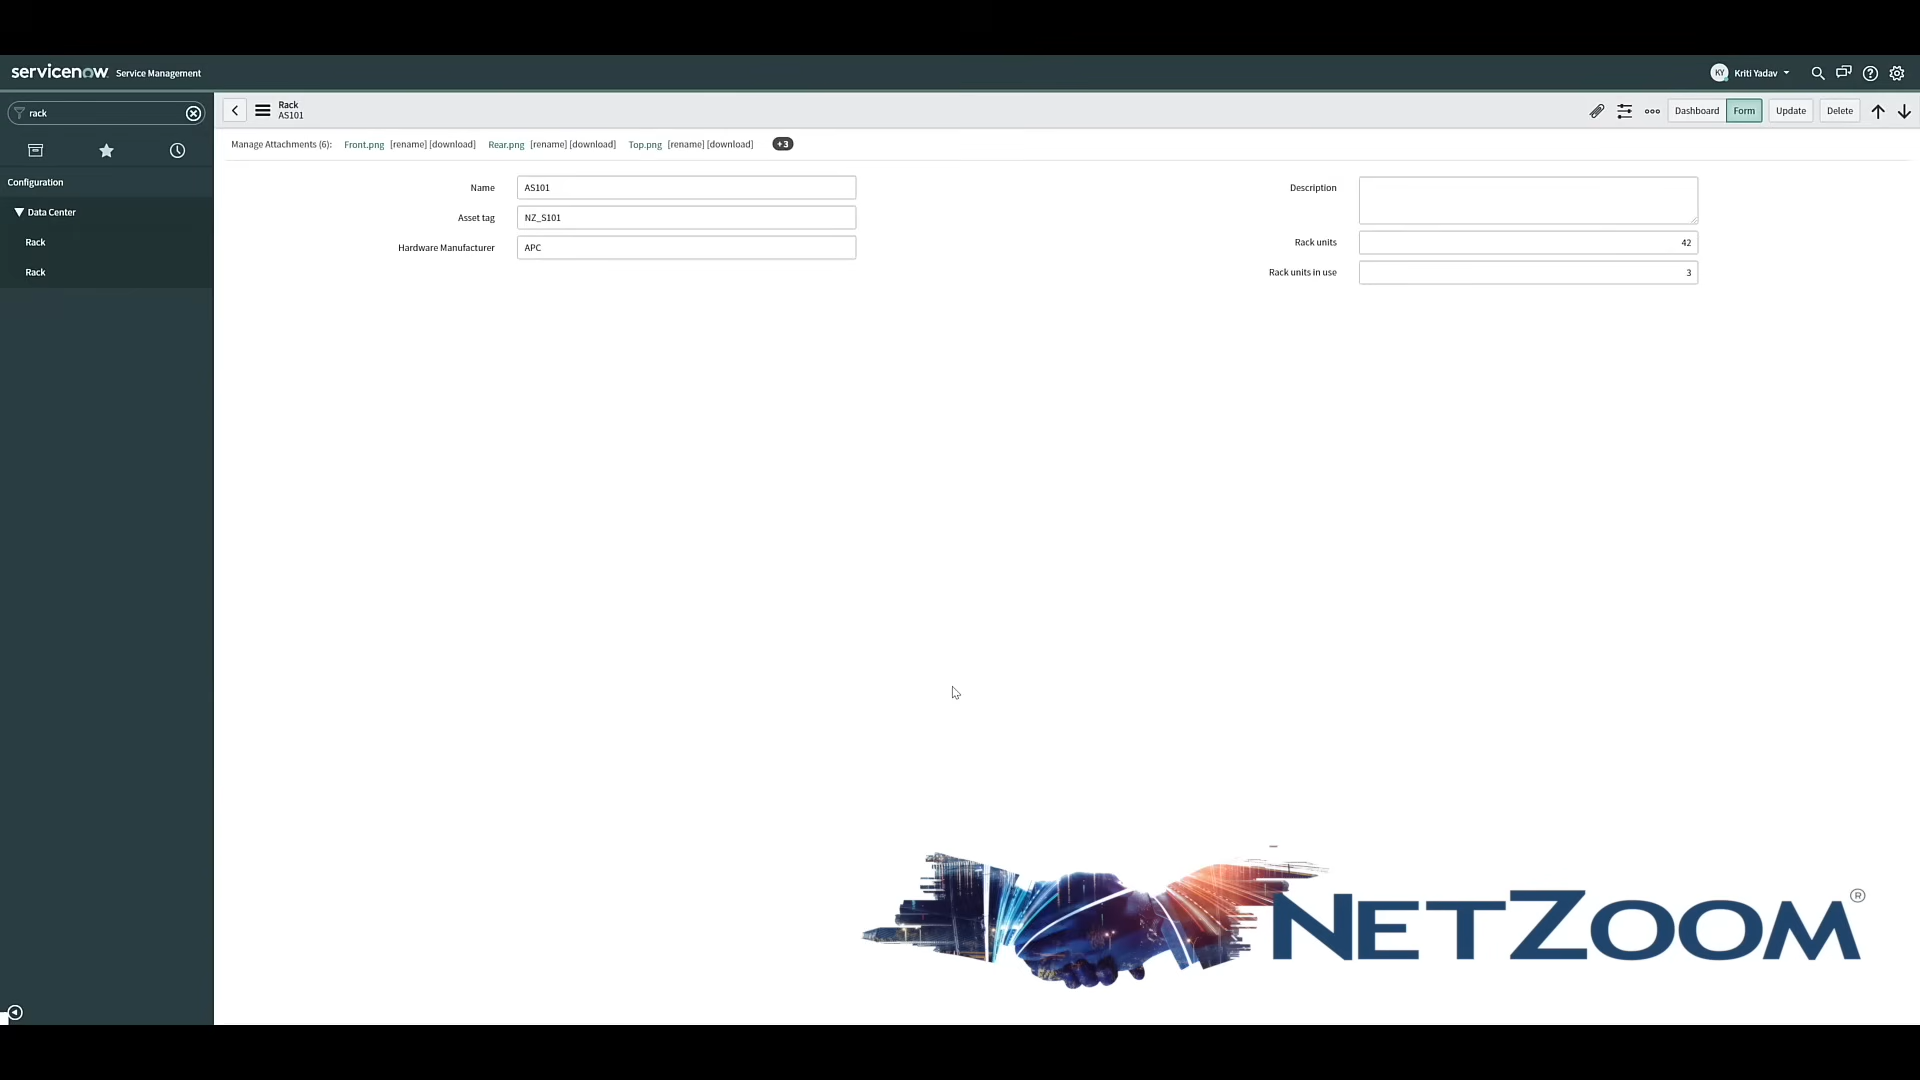 servicenow Service Management
KY Kriti Yadav
rack
Rack
AS101
Dashboard Form Update Delete
Manage Attachments (6): Front.png [rename] [download] Rear.png [rename] [download] Top.png [rename] [download] +3
Configuration
Data Center
Rack
Rack
Name AS101
Asset tag NZ_S101
Hardware Manufacturer APC
Description
Rack units 42
Rack units in use 3
NETZOOM®